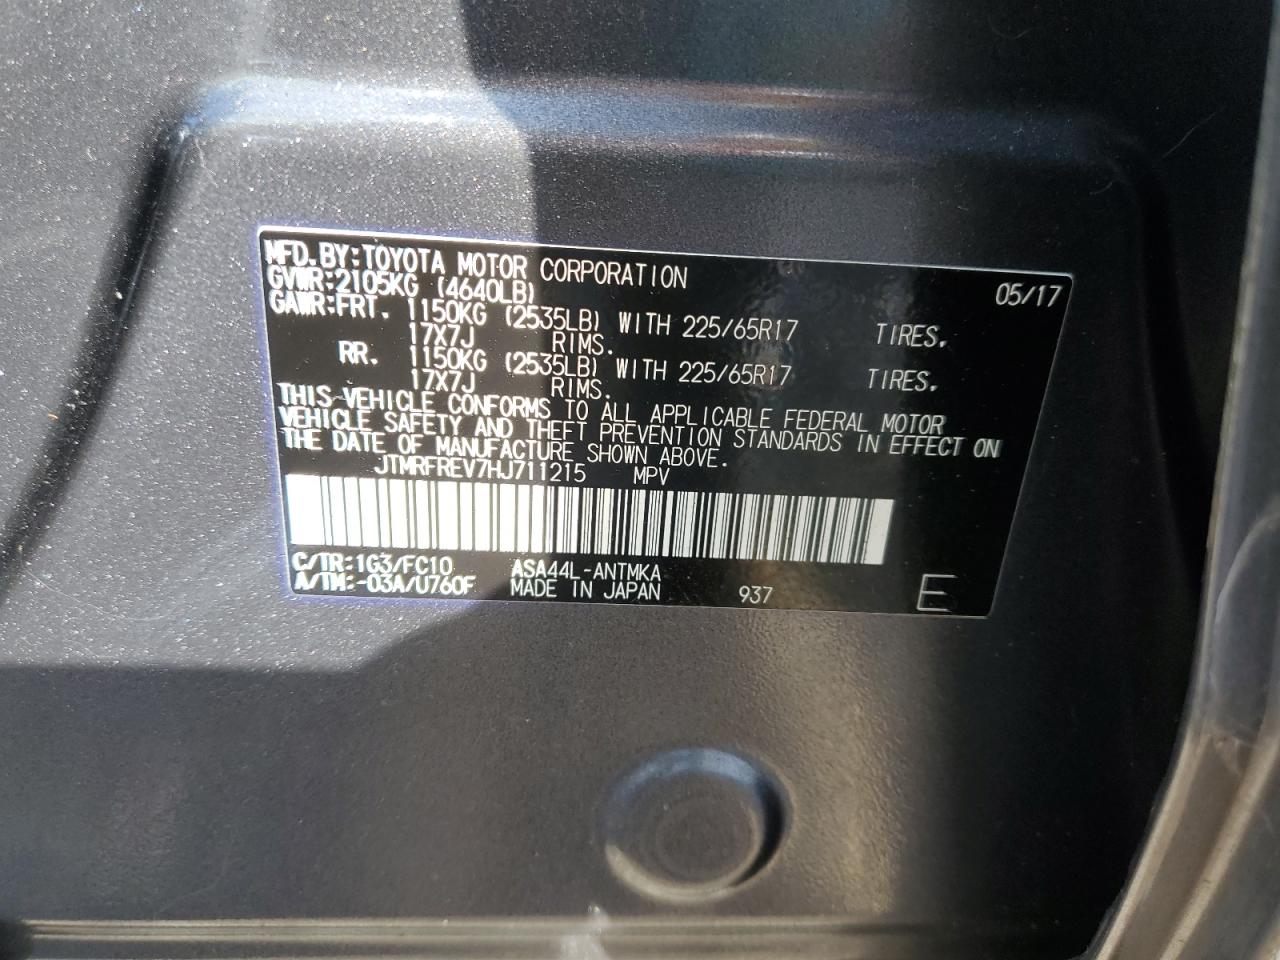 MFD.BY:TOYOTA MOTOR CORPORATION 05/17
GVWR:2105KG (4640LB)
GAWR:FRT. 1150KG (2535LB) WITH 225/65R17 TIRES.
17X7J RIMS.
RR. 1150KG (2535LB) WITH 225/65R17 TIRES.
17X7J RIMS.
THIS VEHICLE CONFORMS TO ALL APPLICABLE FEDERAL MOTOR
VEHICLE SAFETY AND THEFT PREVENTION STANDARDS IN EFFECT ON
THE DATE OF MANUFACTURE SHOWN ABOVE.
JTMRFREV7HJ711215 MPV
C/TR:1G3/FC10 ASA44L-ANTMKA
A/TM:-03A/U760F MADE IN JAPAN 937 E